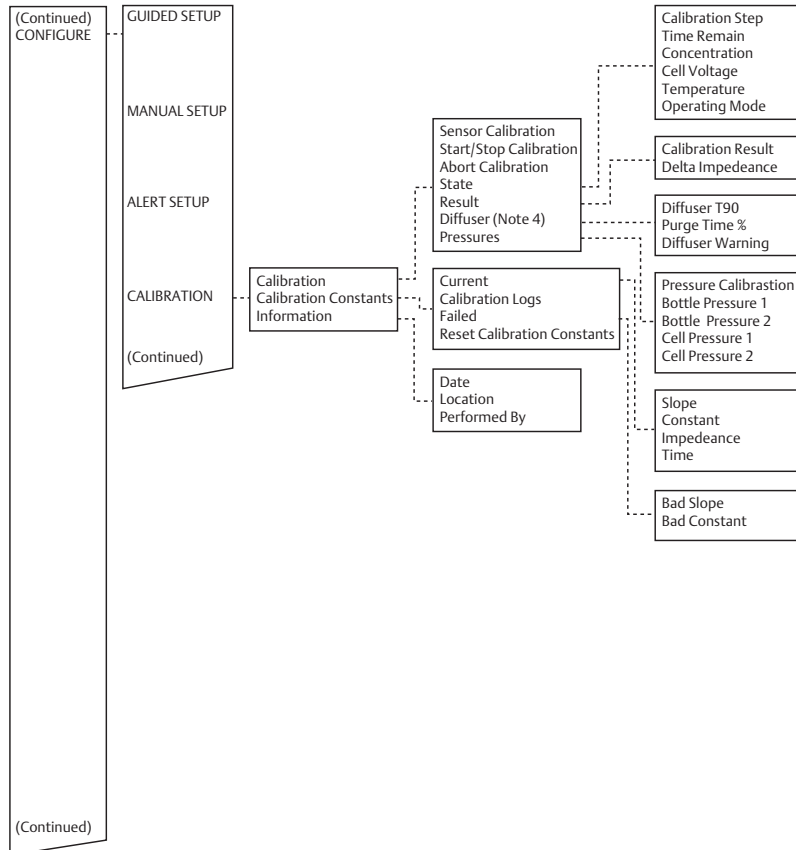 (Continued)
CONFIGURE
(Continued)
GUIDED SETUP
MANUAL SETUP
ALERT SETUP
CALIBRATION
(Continued)
Calibration
Calibration Constants
Information
Sensor Calibration
Start/Stop Calibration
Abort Calibration
State
Result
Diffuser (Note 4)
Pressures
Current
Calibration Logs
Failed
Reset Calibration Constants
Date
Location
Performed By
Calibration Step
Time Remain
Concentration
Cell Voltage
Temperature
Operating Mode
Calibration Result
Delta Impedeance
Diffuser T90
Purge Time %
Diffuser Warning
Pressure Calibrastion
Bottle Pressure 1
Bottle Pressure 2
Cell Pressure 1
Cell Pressure 2
Slope
Constant
Impedeance
Time
Bad Slope
Bad Constant